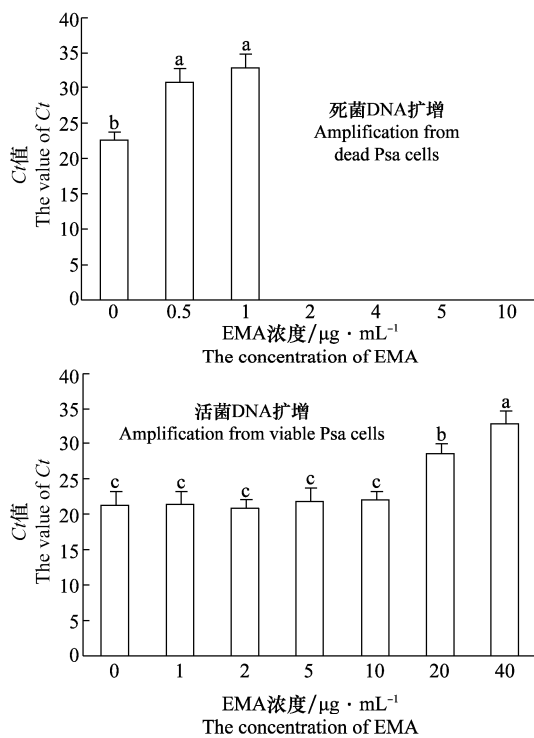 40
35
30
25
20
15
10
5
0
Ct值
The value of Ct
b
a
a
死菌DNA扩增
Amplification from
dead Psa cells
0 0.5 1 2 4 5 10
EMA浓度/μg · mL⁻¹
The concentration of EMA
40
35
30
25
20
15
10
5
0
Ct值
The value of Ct
活菌DNA扩增
Amplification from viable Psa cells
c c c c c b a
0 1 2 5 10 20 40
EMA浓度/μg · mL⁻¹
The concentration of EMA